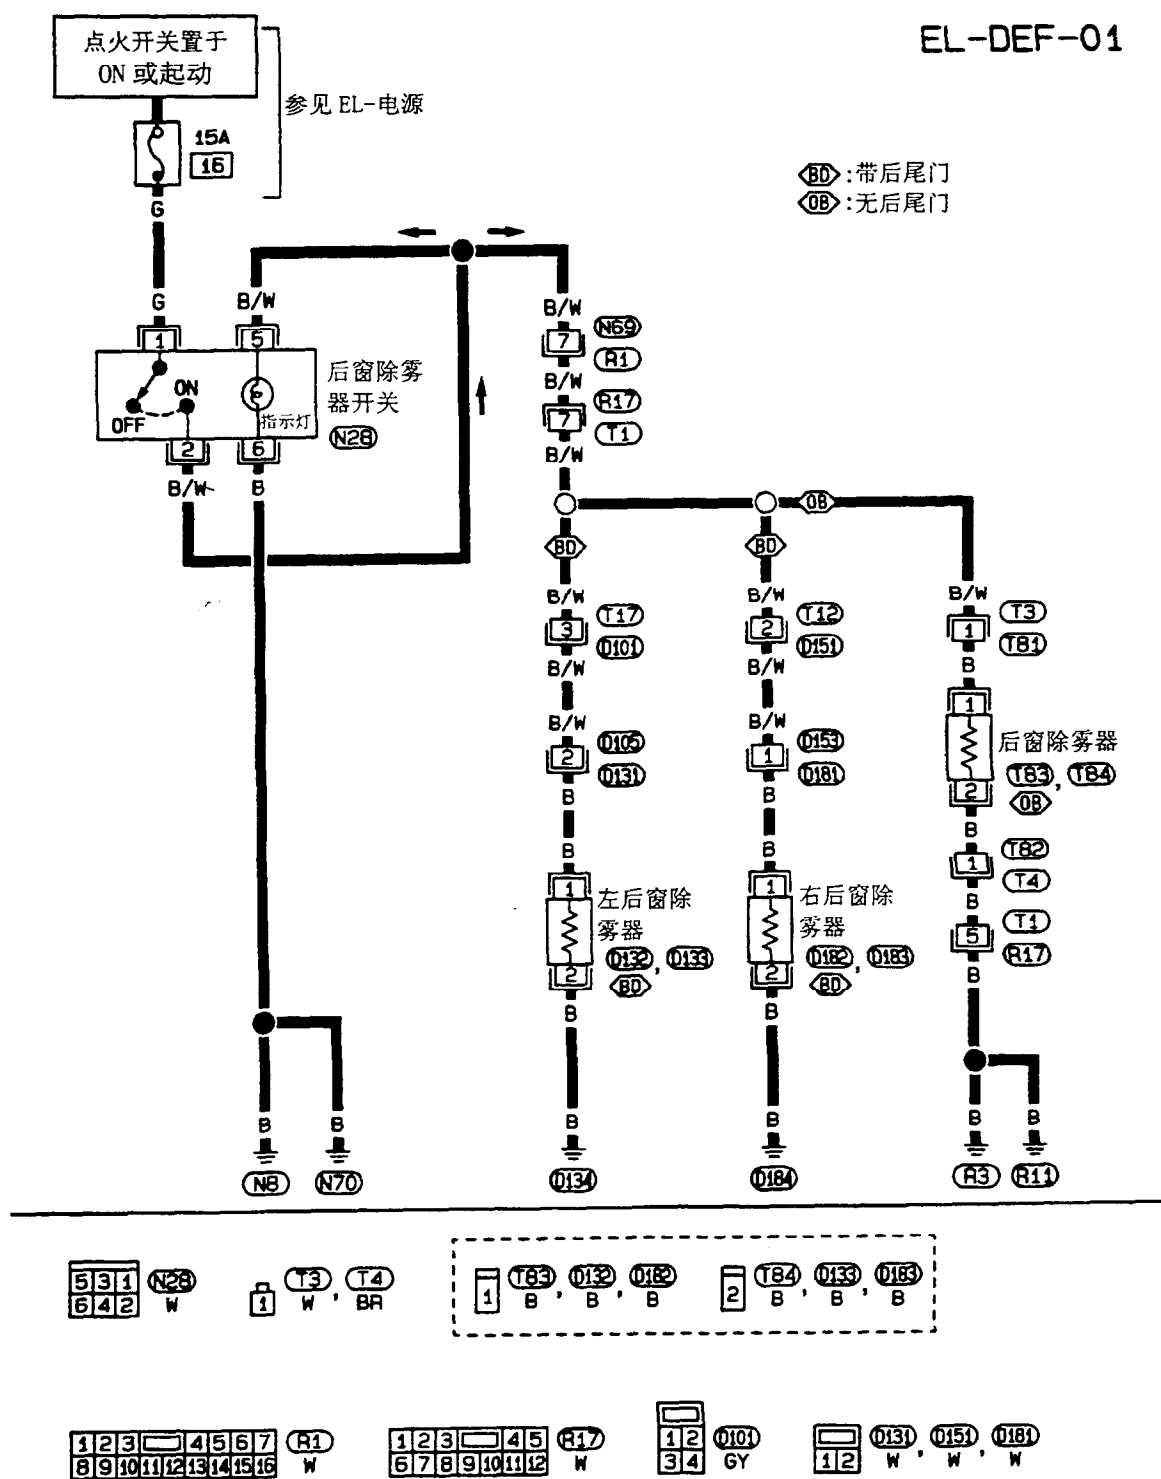 EL-DEF-01
点火开关置于
ON 或起动
参见 EL-电源
15A
16
BD :带后尾门
OB :无后尾门
G
G
B/W
B/W
1
5
7
N69
R1
B/W
后窗除雾
器开关
N28
ON
OFF
指示灯
7
R17
T1
2
6
B/W
B/W
B
OB
BD
BD
B/W
B/W
B/W
3
T17
D101
2
T12
D151
1
T3
T81
B/W
B/W
B
1
B/W
B/W
2
D105
D131
1
D153
D181
后窗除雾器
T83 , T84
OB
2
B
B
B
B
B
1
T82
T4
B
1
1
左后窗除
雾器
D132 , D133
BD
右后窗除
雾器
D182 , D183
BD
5
T1
R17
2
2
B
B
B
B
B
B
B
B
B
N8
N70
D134
D184
R3
R11
5 3 1
6 4 2
N28
W
1
T3 , T4
W BR
1
T83 , D132 , D182
B B B
2
T84 , D133 , D183
B B B
1 2 3 4 5 6 7
8 9 10 11 12 13 14 15 16
R1
W
1 2 3 4 5
6 7 8 9 10 11 12
R17
W
1 2
3 4
D101
GY
1 2
D131 , D151 , D181
W W W